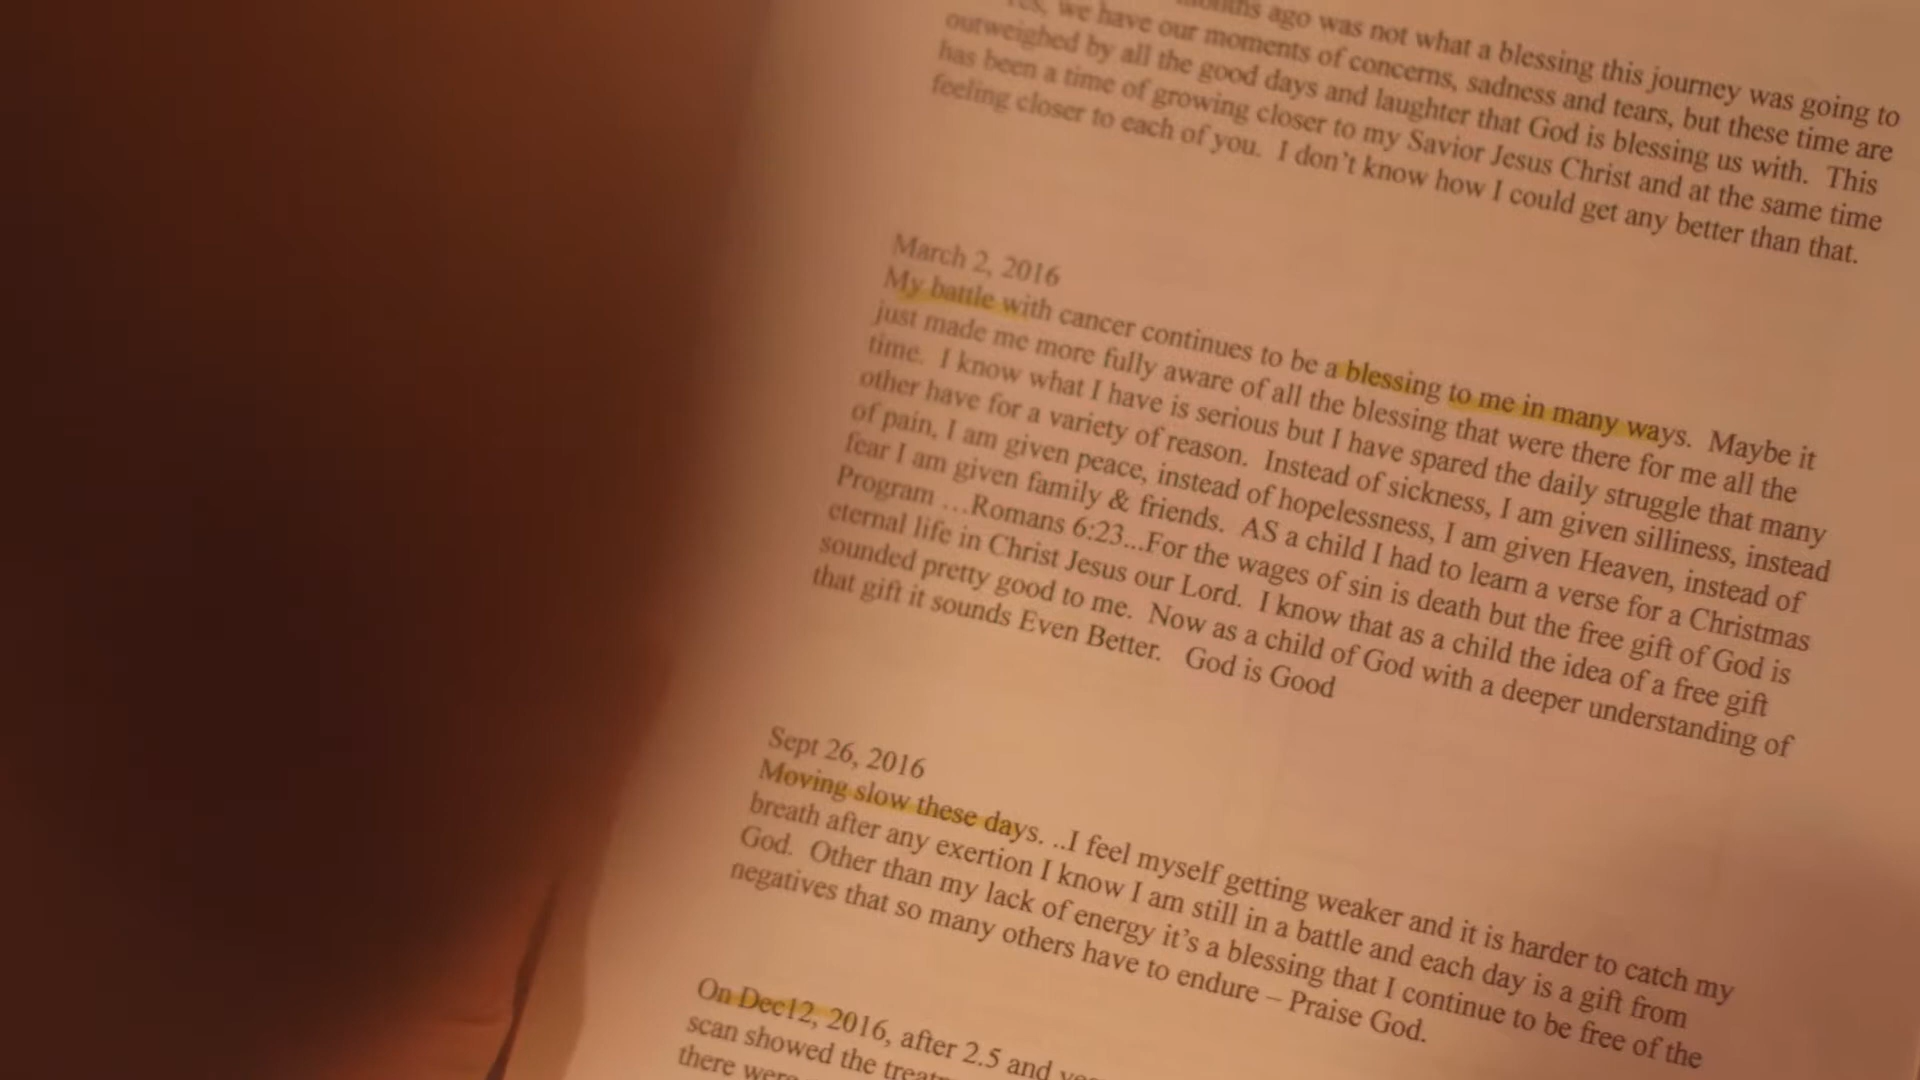 months ago was not what a blessing this journey was going to
Yes, we have our moments of concerns, sadness and tears, but these time are
outweighed by all the good days and laughter that God is blessing us with. This
has been a time of growing closer to my Savior Jesus Christ and at the same time
feeling closer to each of you. I don't know how I could get any better than that.
March 2, 2016
My battle with cancer continues to be a blessing to me in many ways. Maybe it
just made me more fully aware of all the blessing that were there for me all the
time. I know what I have is serious but I have spared the daily struggle that many
other have for a variety of reason. Instead of sickness, I am given silliness, instead
of pain, I am given peace, instead of hopelessness, I am given Heaven, instead of
fear I am given family & friends. AS a child I had to learn a verse for a Christmas
Program …Romans 6:23...For the wages of sin is death but the free gift of God is
eternal life in Christ Jesus our Lord. I know that as a child the idea of a free gift
sounded pretty good to me. Now as a child of God with a deeper understanding of
that gift it sounds Even Better. God is Good
Sept 26, 2016
Moving slow these days. ..I feel myself getting weaker and it is harder to catch my
breath after any exertion I know I am still in a battle and each day is a gift from
God. Other than my lack of energy it's a blessing that I continue to be free of the
negatives that so many others have to endure – Praise God.
On Dec12, 2016, after 2.5 and
scan showed the
there were